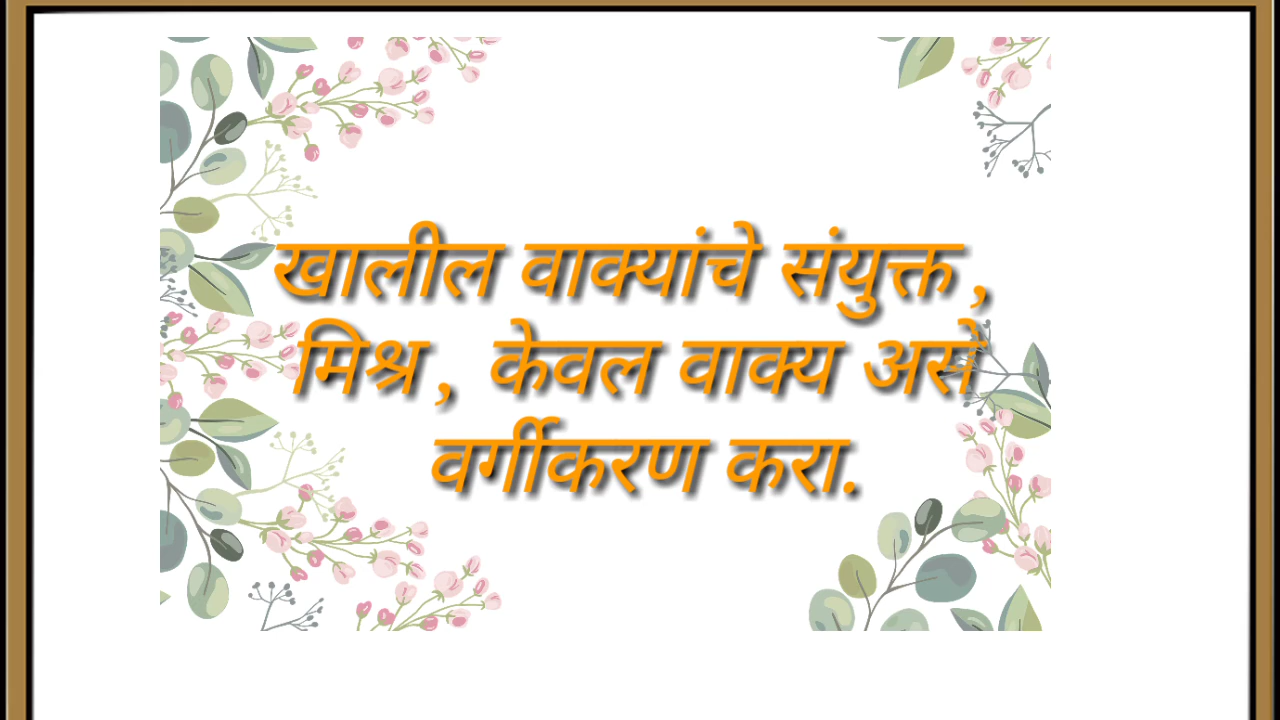 खालील वाक्यांचे संयुक्त ,
मिश्र , केवल वाक्य असे
वर्गीकरण करा.